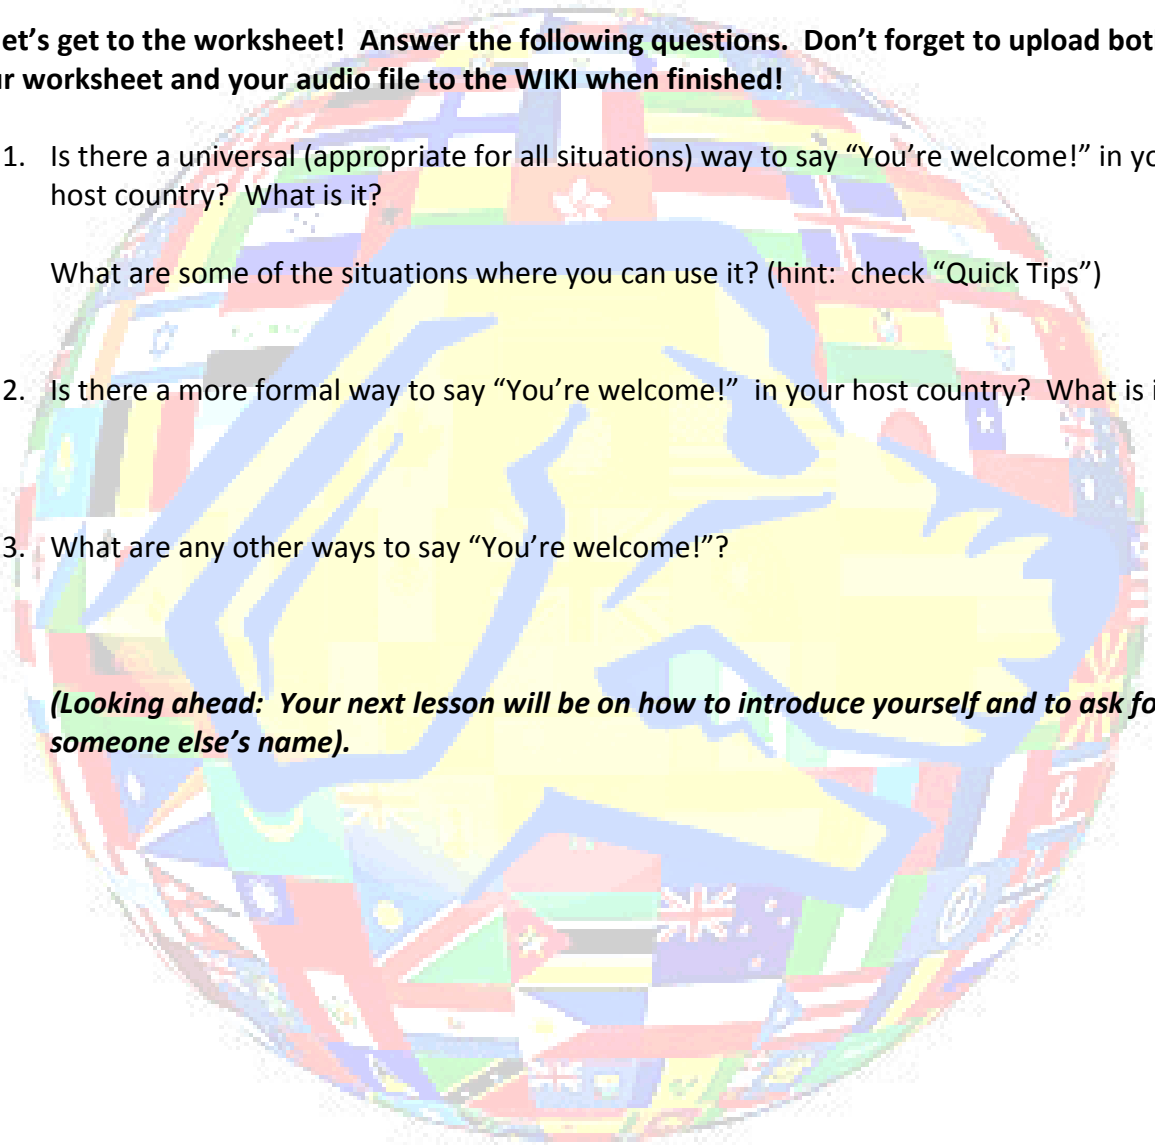 et’s get to the worksheet!  Answer the following questions.  Don’t forget to upload bot
r worksheet and your audio file to the WIKI when finished!
1. Is there a universal (appropriate for all situations) way to say “You’re welcome!” in yo
host country?  What is it?
What are some of the situations where you can use it? (hint:  check “Quick Tips”)
2. Is there a more formal way to say “You’re welcome!”  in your host country?  What is i
3. What are any other ways to say “You’re welcome!”?
(Looking ahead:  Your next lesson will be on how to introduce yourself and to ask fo
someone else’s name).